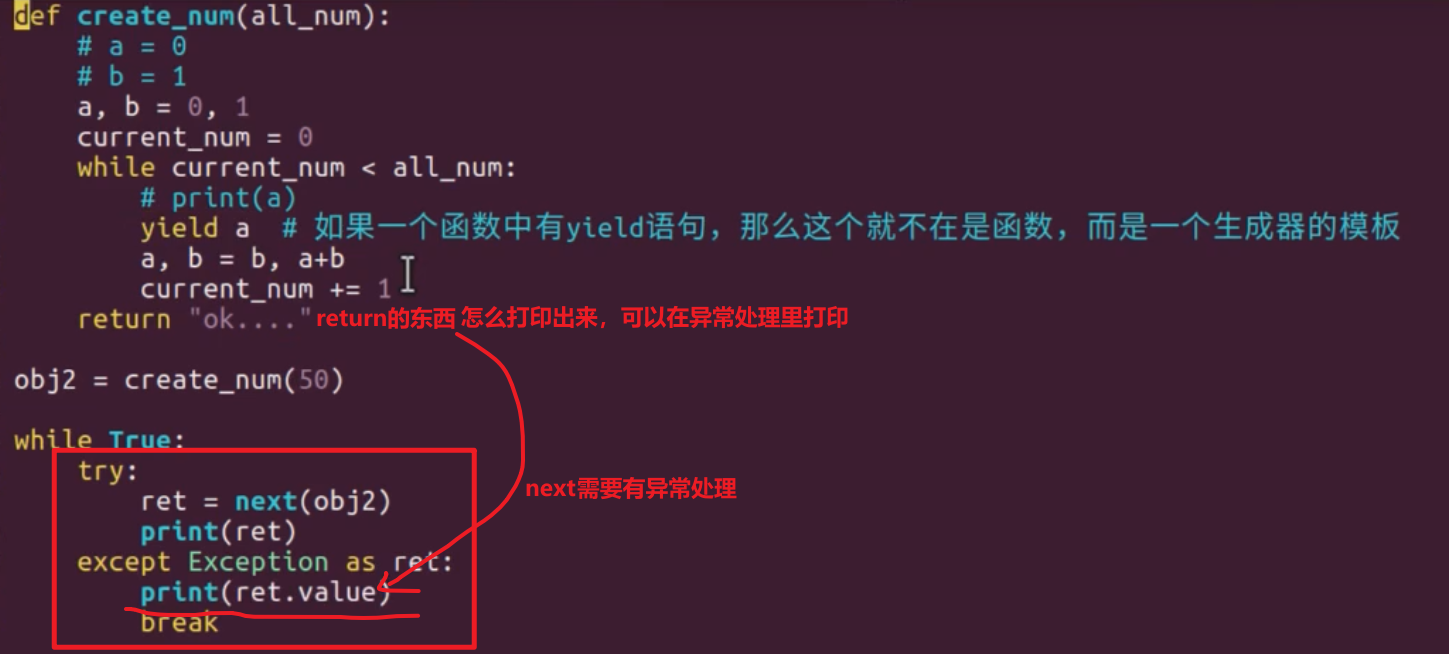 def create_num(all_num):
    # a = 0
    # b = 1
    a, b = 0, 1
    current_num = 0
    while current_num < all_num:
        # print(a)
        yield a  # 如果一个函数中有yield语句，那么这个就不在是函数，而是一个生成器的模板
        a, b = b, a+b
        current_num += 1
    return "ok...." return的东西 怎么打印出来，可以在异常处理里打印
obj2 = create_num(50)
while True:
    try:
        ret = next(obj2) next需要有异常处理
        print(ret)
    except Exception as ret:
        print(ret.value)
        break